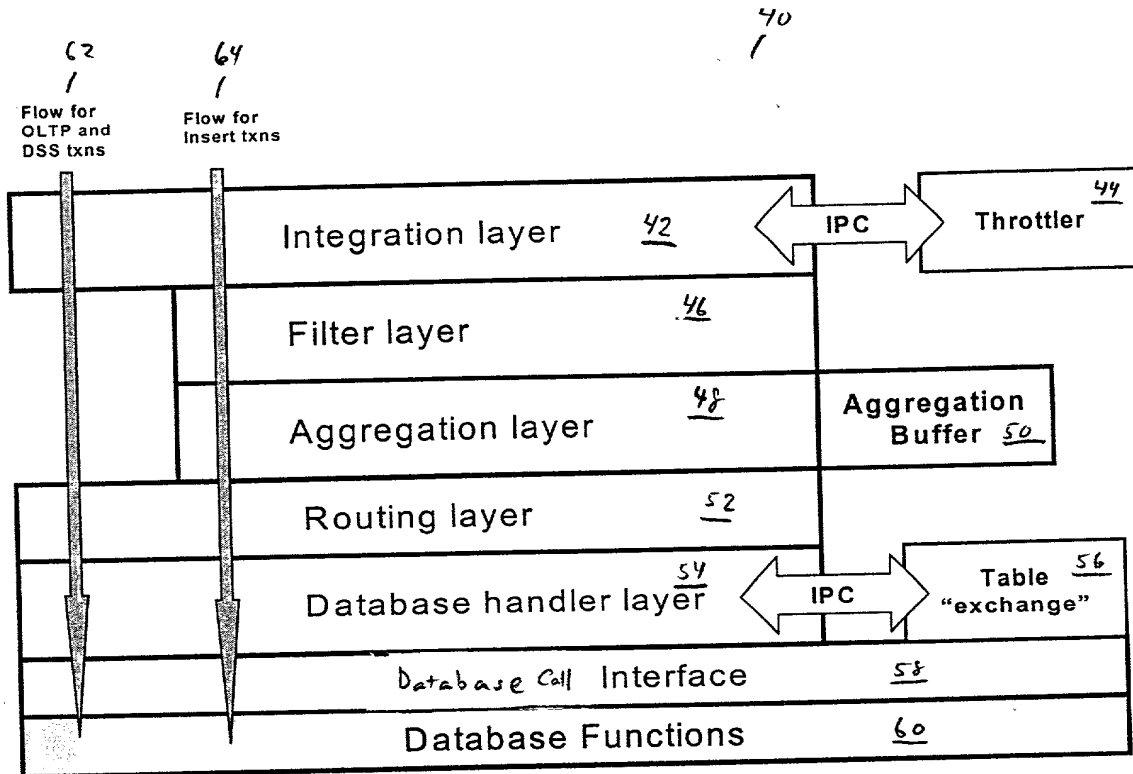 40
62
64
Flow for
OLTP and
DSS txns
Flow for
Insert txns
Integration layer 42
IPC
Throttler 44
Filter layer 46
Aggregation layer 48
Aggregation
Buffer 50
Routing layer 52
Database handler layer 54
IPC
Table 56
“exchange”
Database Call Interface 58
Database Functions 60